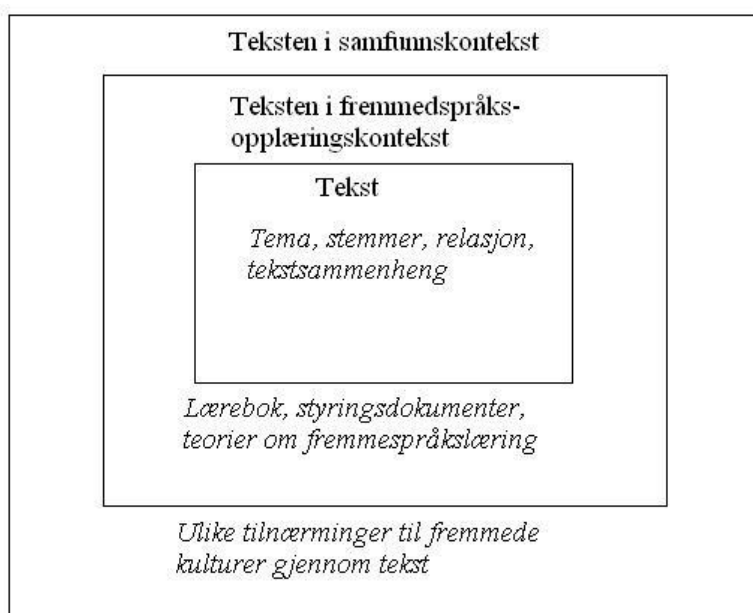 Teksten i samfunnskontekst
Teksten i fremmedspråks-
opplæringskontekst
Tekst
Tema, stemmer, relasjon,
tekstsammenheng
Lærebok, styringsdokumenter,
teorier om fremmespråkslæring
Ulike tilnærminger til fremmede
kulturer gjennom tekst